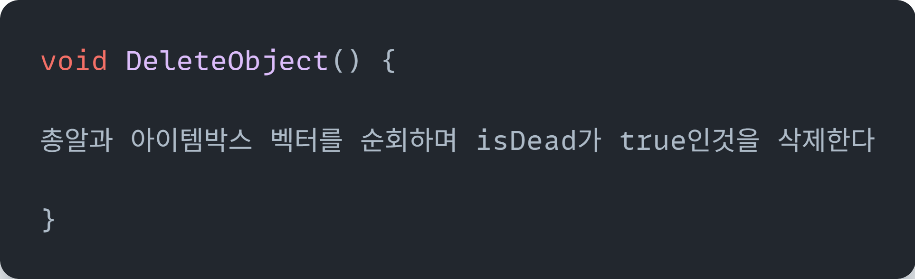 void DeleteObject() {
총알과 아이템박스 벡터를 순회하며 isDead가 true인것을 삭제한다
}